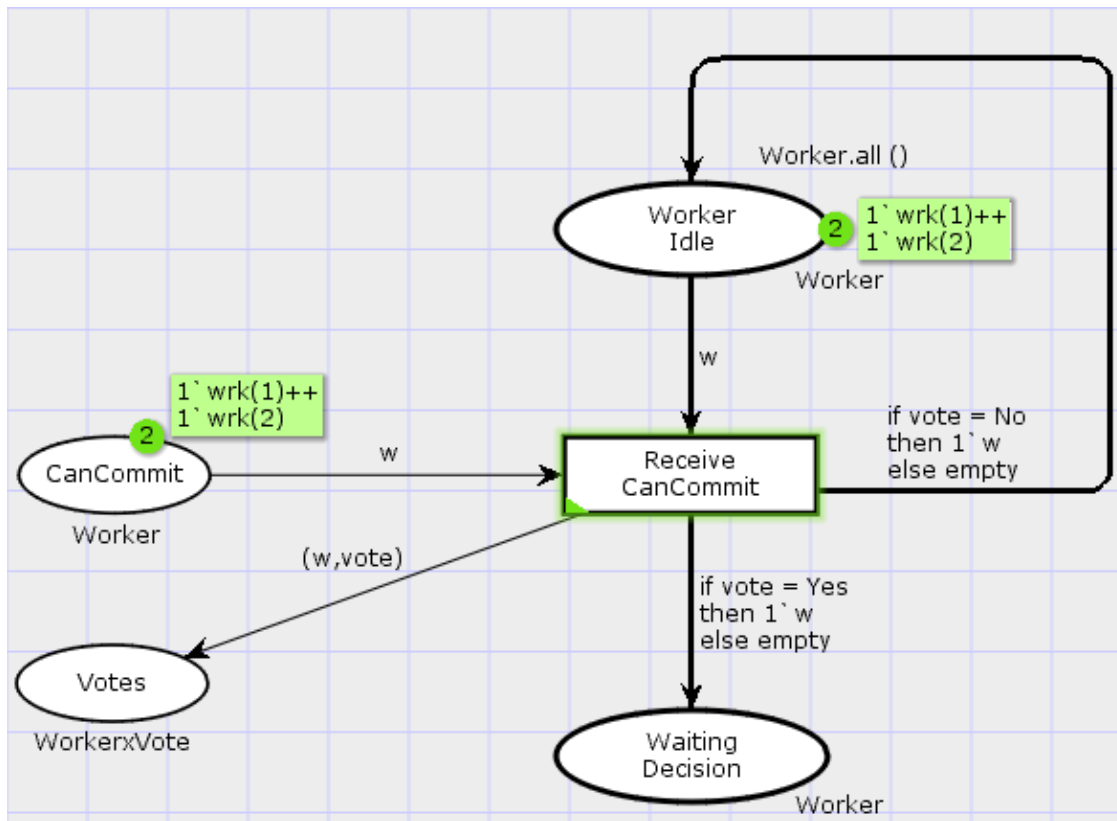 Worker.all ()
Worker
Idle
2
1`wrk(1)++
1`wrk(2)
Worker
w
1`wrk(1)++
1`wrk(2)
2
CanCommit
Worker
w
Receive
CanCommit
if vote = No
then 1`w
else empty
(w,vote)
if vote = Yes
then 1`w
else empty
Votes
WorkerxVote
Waiting
Decision
Worker